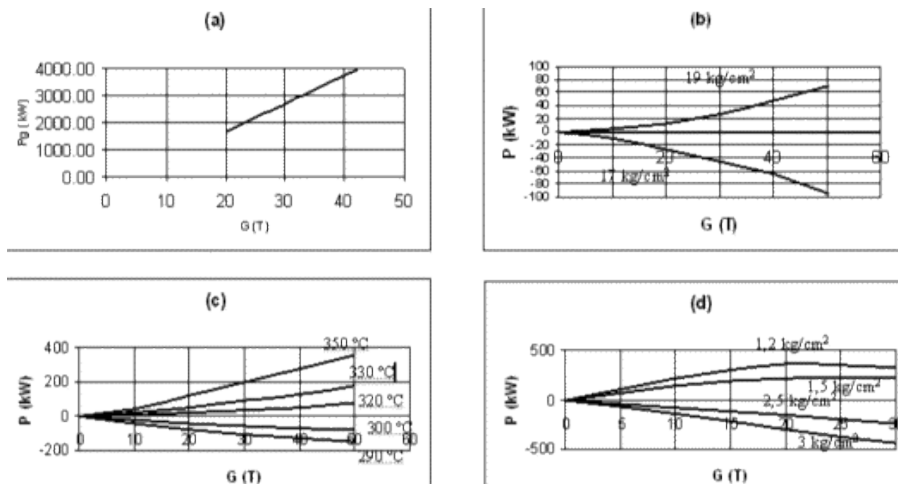 (a)
4000.00
3000.00
2000.00
1000.00
0.00
Pg (kW)
0 10 20 30 40 50
G (T)
(b)
100
80
60
40
20
0
-20
-40
-60
-80
-100
P (kW)
19 kg/cm²
17 kg/cm²
0 20 40 60
G (T)
(c)
400
200
0
-200
P (kW)
350 °C
330 °C
320 °C
300 °C
290 °C
0 10 20 30 40 50 60
G (T)
(d)
500
0
-500
P (kW)
1,2 kg/cm²
1,5 kg/cm²
2,5 kg/cm²
3 kg/cm²
0 5 10 15 20 25 30
G (T)